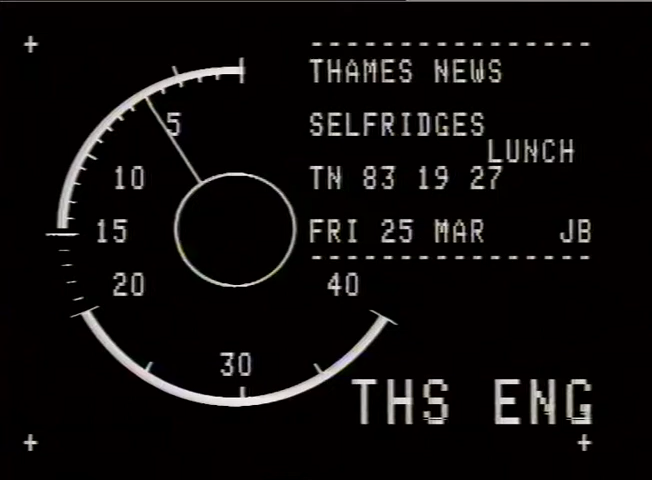 THAMES NEWS
SELFRIDGES
LUNCH
TN 83 19 27
FRI 25 MAR JB
5
10
15
20
30
40
THS ENG